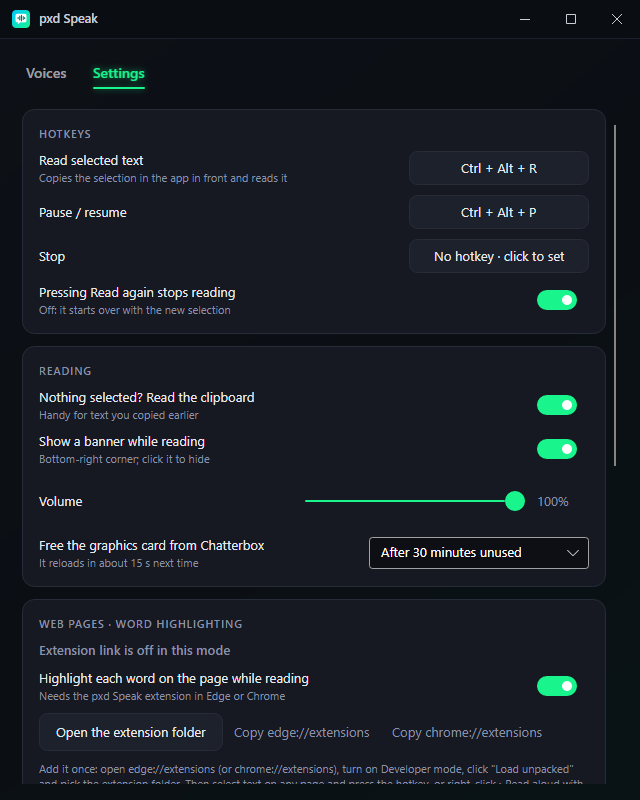 pxd Speak
Voices
Settings
HOTKEYS
Read selected text
Copies the selection in the app in front and reads it
Ctrl + Alt + R
Pause / resume
Ctrl + Alt + P
Stop
No hotkey · click to set
Pressing Read again stops reading
Off: it starts over with the new selection
READING
Nothing selected? Read the clipboard
Handy for text you copied earlier
Show a banner while reading
Bottom-right corner; click it to hide
Volume
100%
Free the graphics card from Chatterbox
It reloads in about 15 s next time
After 30 minutes unused
WEB PAGES · WORD HIGHLIGHTING
Extension link is off in this mode
Highlight each word on the page while reading
Needs the pxd Speak extension in Edge or Chrome
Open the extension folder
Copy edge://extensions
Copy chrome://extensions
Add it once: open edge://extensions (or chrome://extensions), turn on Developer mode, click "Load unpacked"
and pick the extension folder. Then select text on any page and press the hotkey, or right-click › Read aloud with